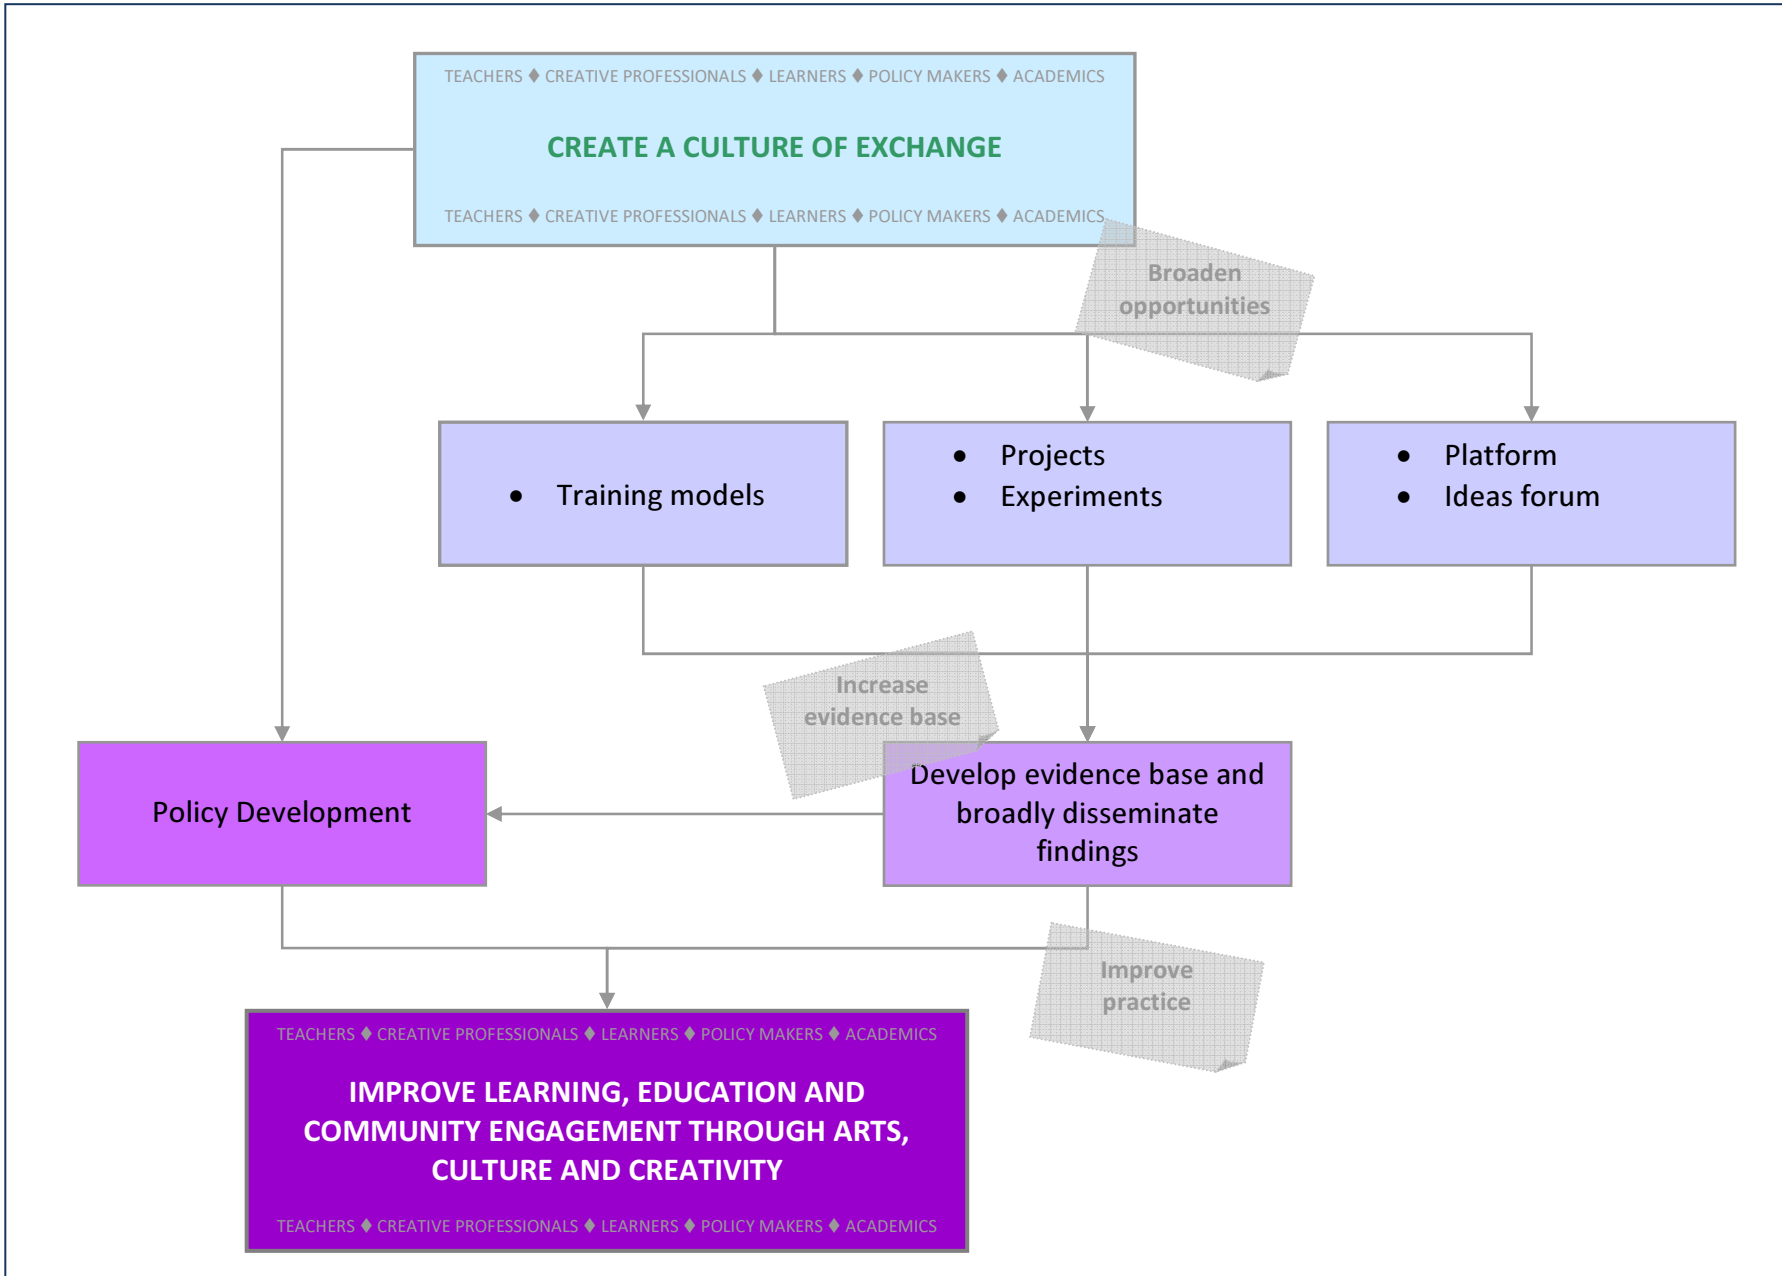 TEACHERS ♦ CREATIVE PROFESSIONALS ♦ LEARNERS ♦ POLICY MAKERS ♦ ACADEMICS
CREATE A CULTURE OF EXCHANGE
TEACHERS ♦ CREATIVE PROFESSIONALS ♦ LEARNERS ♦ POLICY MAKERS ♦ ACADEMICS
Broaden
opportunities
• Training models
• Projects
• Experiments
• Platform
• Ideas forum
Increase
evidence base
Policy Development
Develop evidence base and
broadly disseminate
findings
Improve
practice
TEACHERS ♦ CREATIVE PROFESSIONALS ♦ LEARNERS ♦ POLICY MAKERS ♦ ACADEMICS
IMPROVE LEARNING, EDUCATION AND
COMMUNITY ENGAGEMENT THROUGH ARTS,
CULTURE AND CREATIVITY
TEACHERS ♦ CREATIVE PROFESSIONALS ♦ LEARNERS ♦ POLICY MAKERS ♦ ACADEMICS